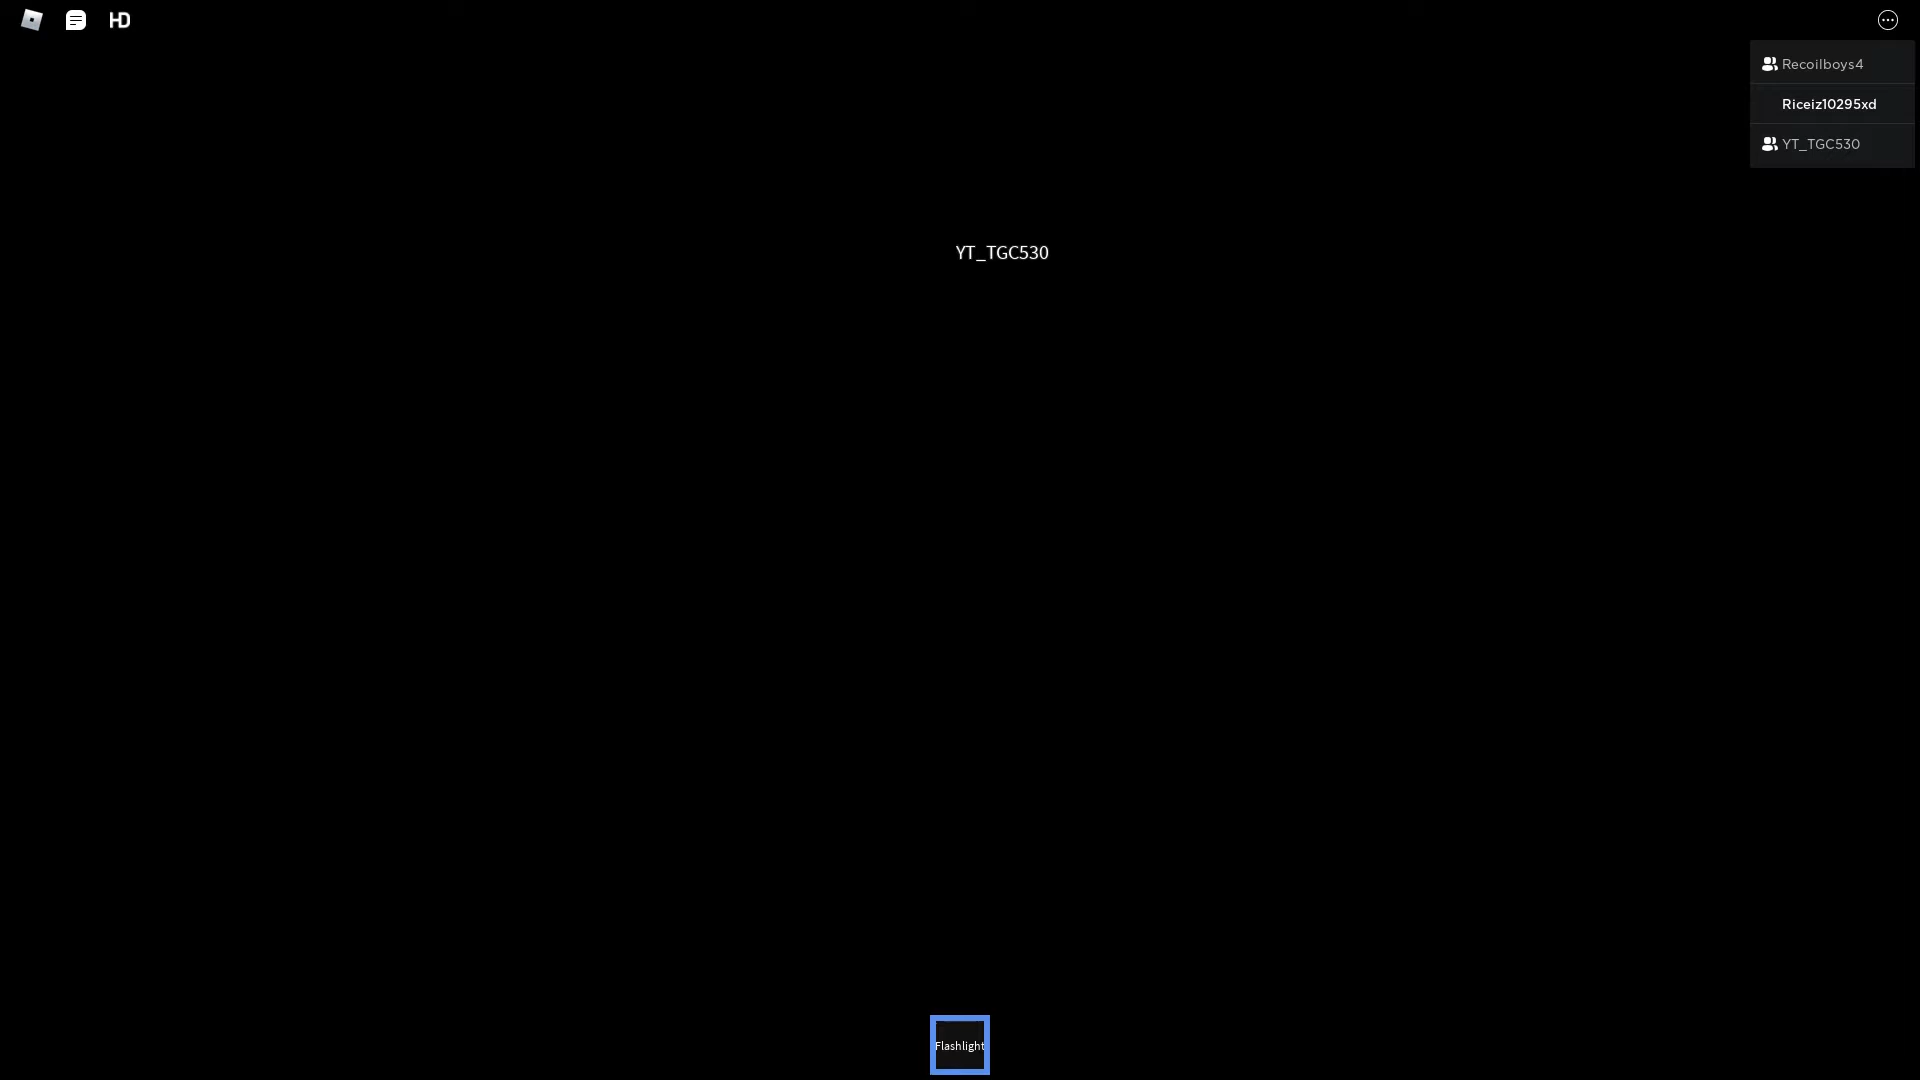 HD
Recoilboys4
Riceiz10295xd
YT_TGC530
YT_TGC530
Flashlight